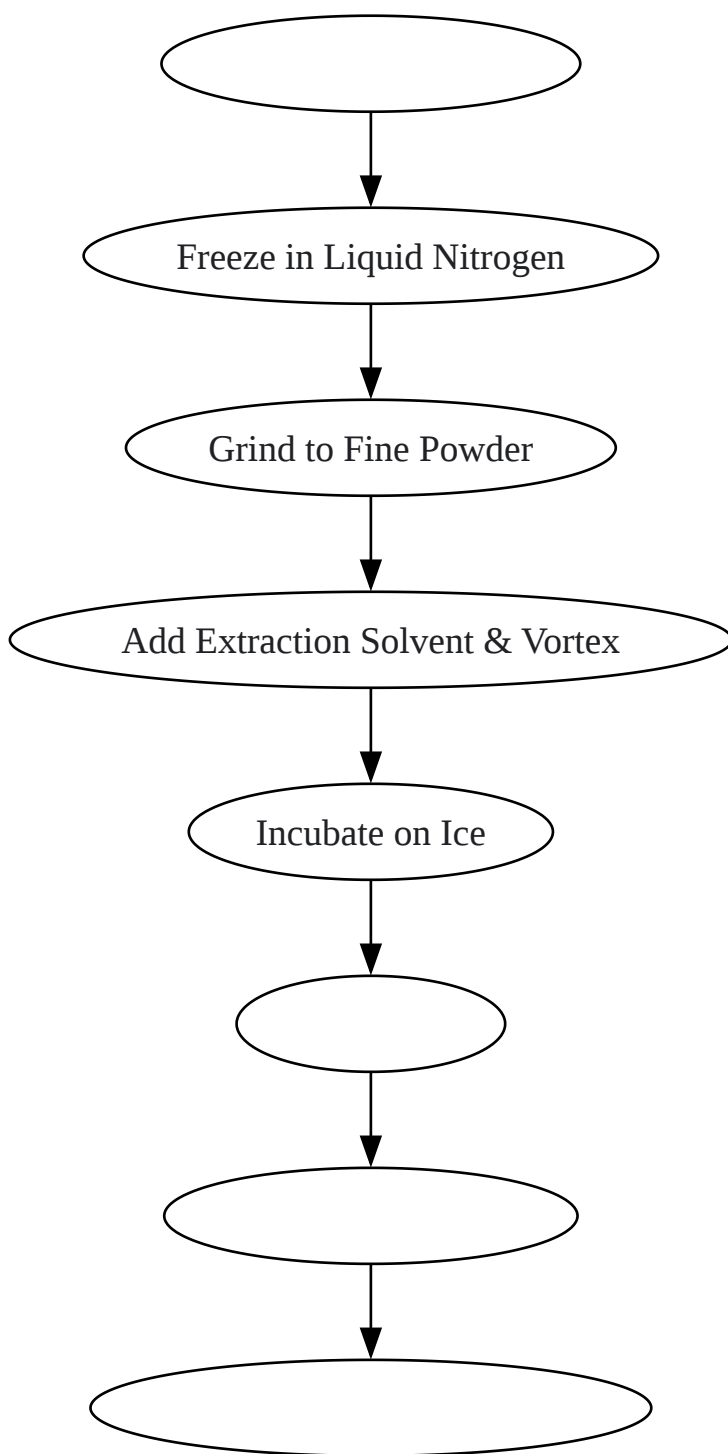 Freeze in Liquid Nitrogen
Grind to Fine Powder
Add Extraction Solvent & Vortex
Incubate on Ice